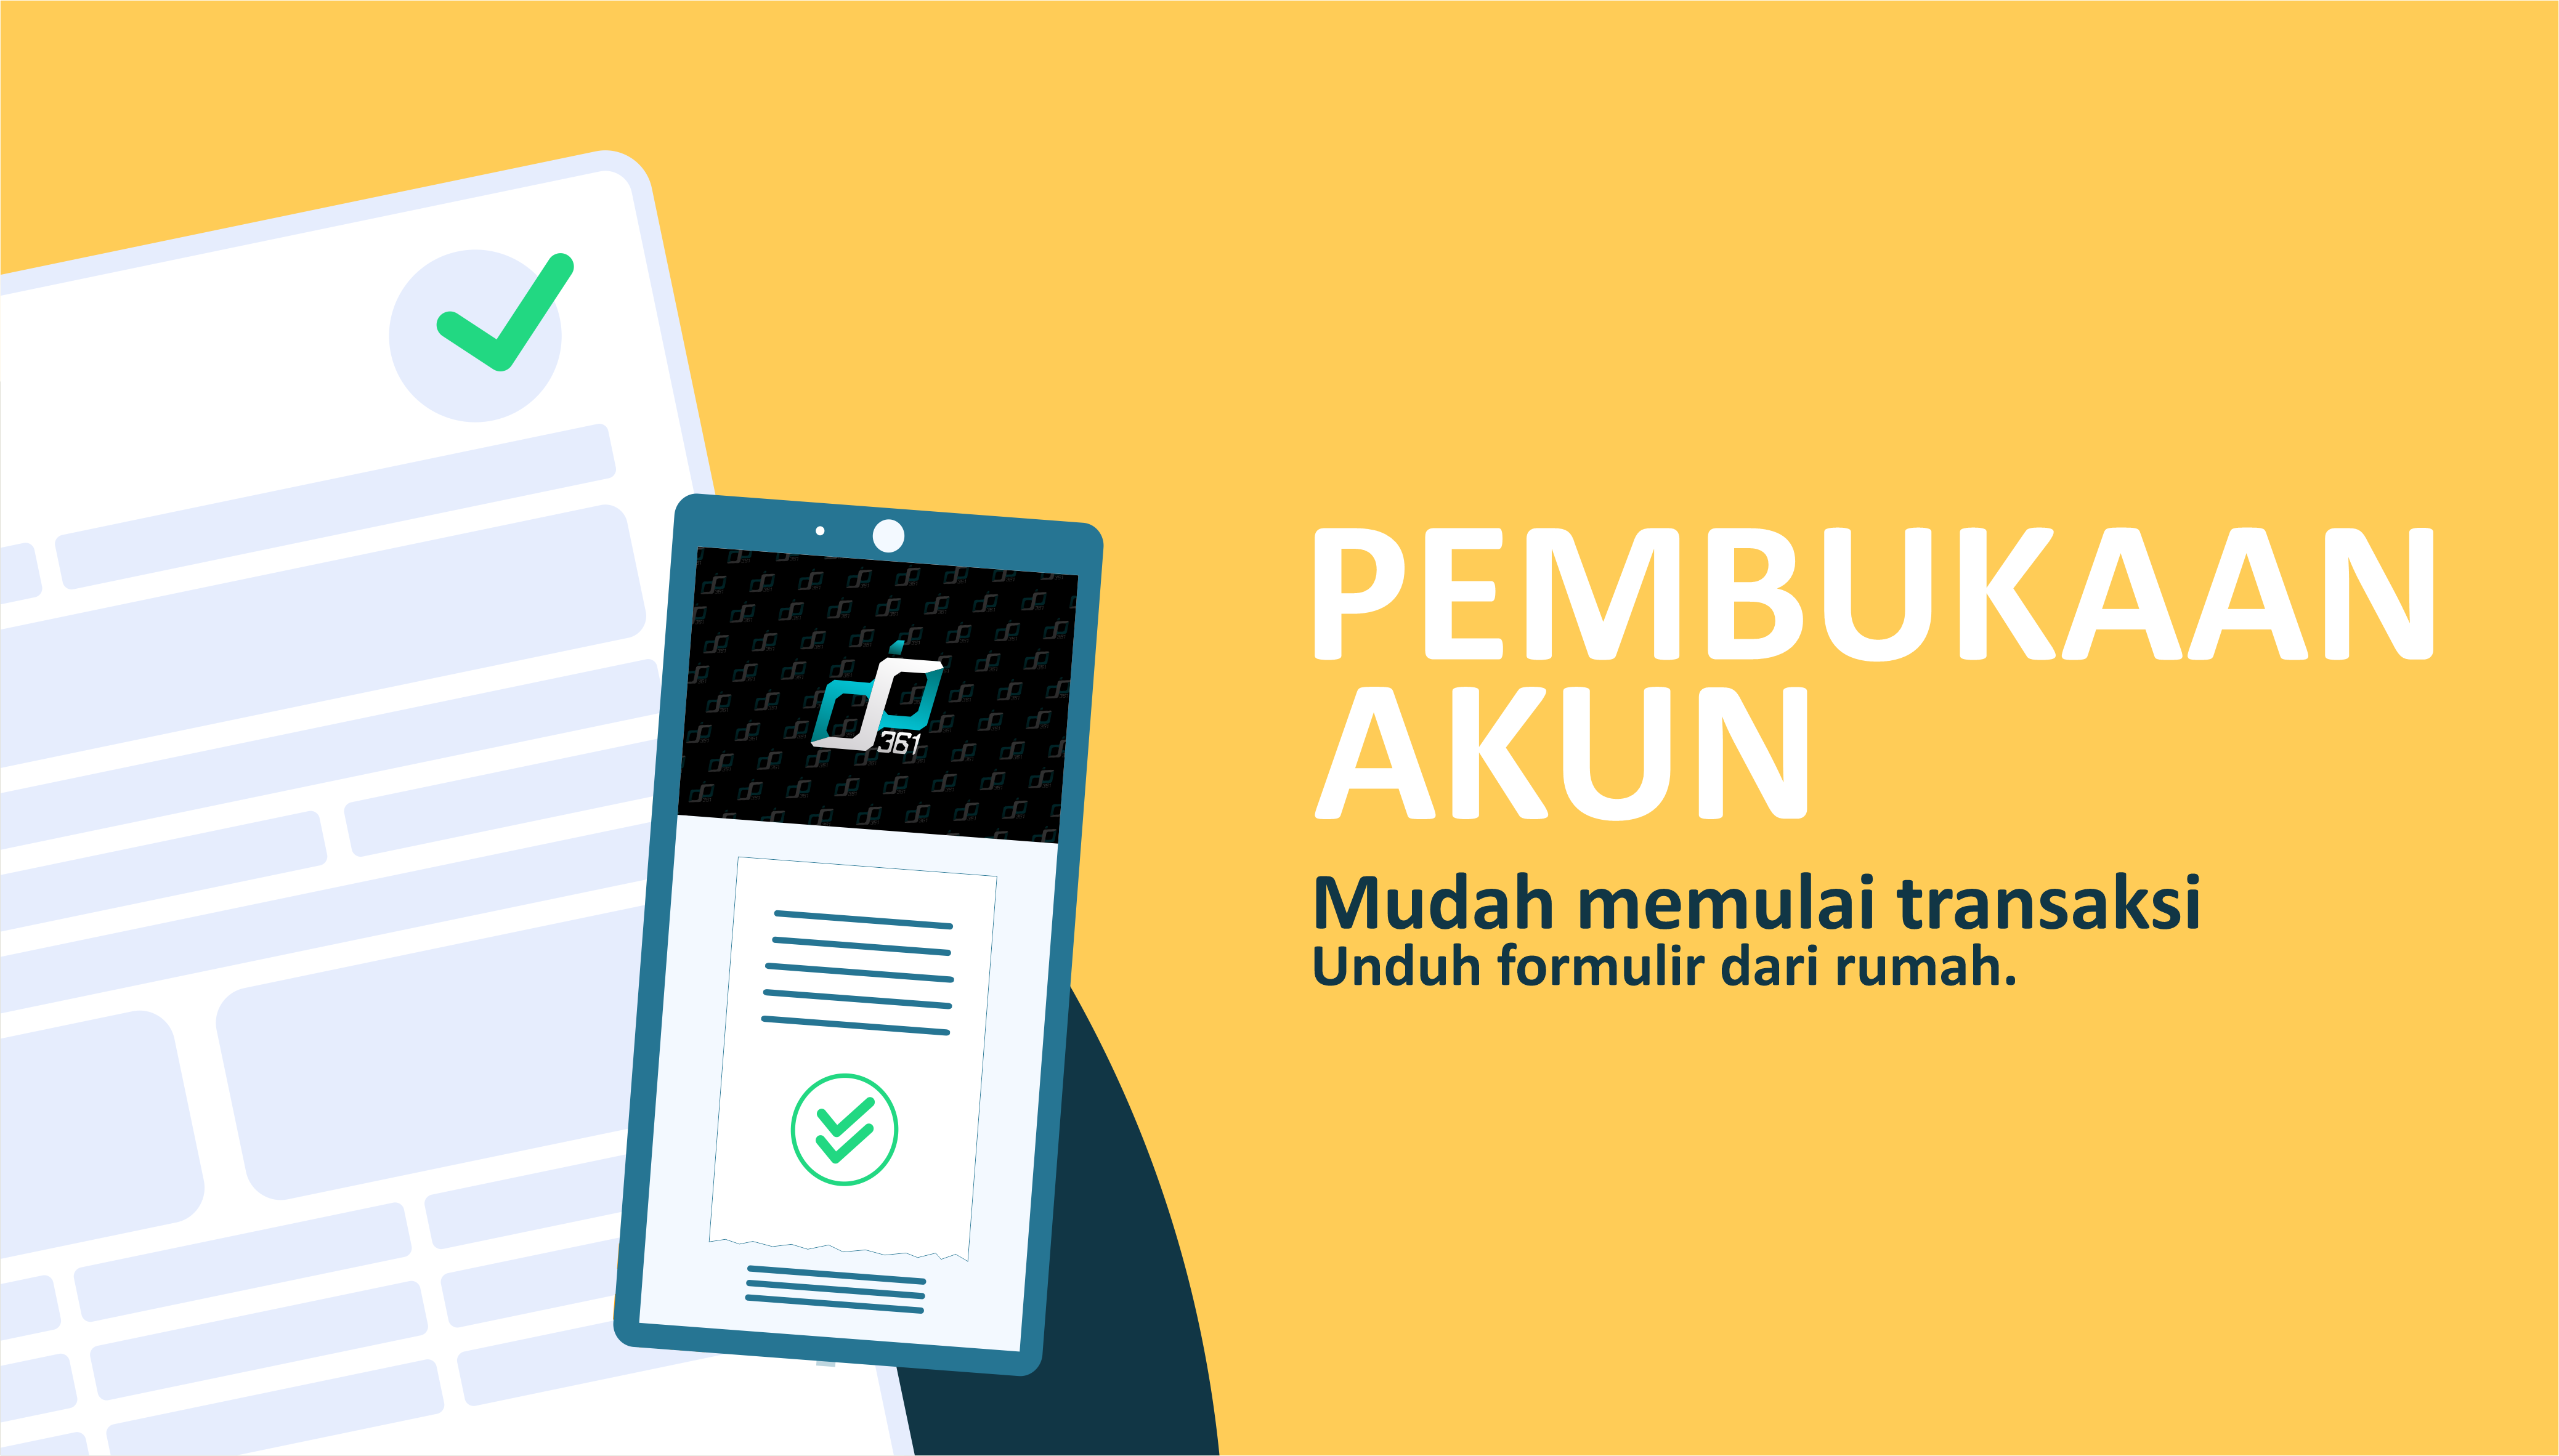 PEMBUKAAN
AKUN
Mudah memulai transaksi
Unduh formulir dari rumah.
361